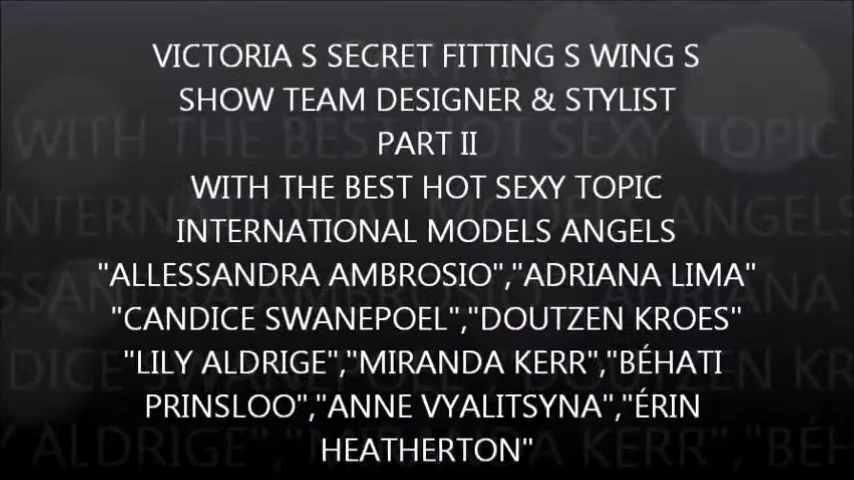 VICTORIA S SECRET FITTING S WING S
SHOW TEAM DESIGNER & STYLIST
PART II
WITH THE BEST HOT SEXY TOPIC
INTERNATIONAL MODELS ANGELS
"ALLESSANDRA AMBROSIO","ADRIANA LIMA"
"CANDICE SWANEPOEL","DOUTZEN KROES"
"LILY ALDRIGE","MIRANDA KERR","BÉHATI
PRINSLOO","ANNE VYALITSYNA","ÉRIN
HEATHERTON"